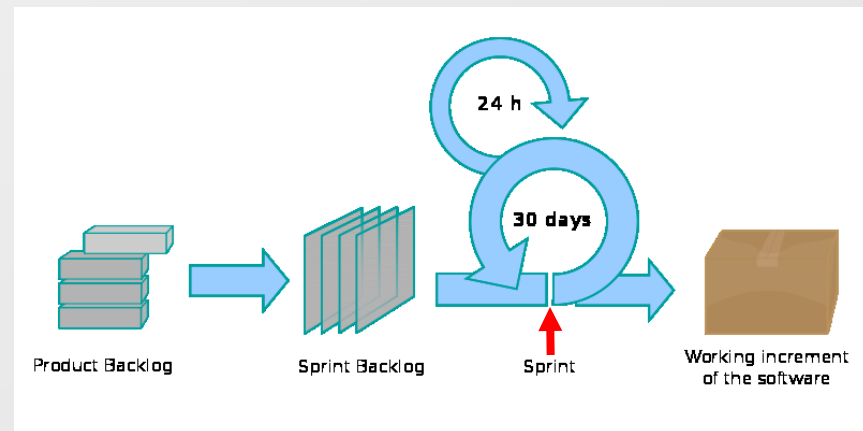 24 h
30 days
Product Backlog
Sprint Backlog
Sprint
Working increment
of the software